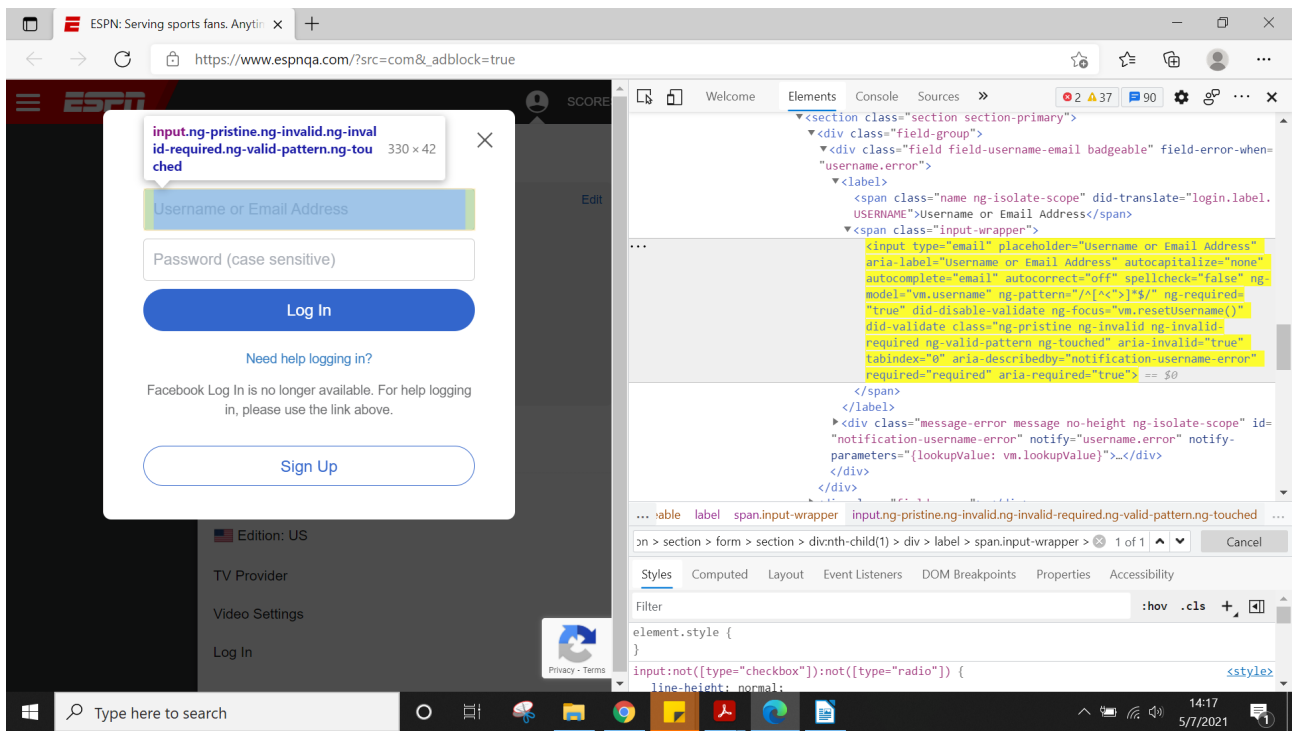 ESPN: Serving sports fans. Anytin
https://www.espnqa.com/?src=com&_adblock=true
ESPN
SCORE
input.ng-pristine.ng-invalid.ng-inval
id-required.ng-valid-pattern.ng-tou 330 × 42
ched
Username or Email Address
Edit
Password (case sensitive)
Log In
Need help logging in?
Facebook Log In is no longer available. For help logging
in, please use the link above.
Sign Up
Edition: US
TV Provider
Video Settings
Log In
Privacy - Terms
Welcome Elements Console Sources 2 37 90
<section class="section section-primary">
<div class="field-group">
<div class="field field-username-email badgeable" field-error-when=
"username.error">
<label>
<span class="name ng-isolate-scope" did-translate="login.label.
USERNAME">Username or Email Address</span>
<span class="input-wrapper">
... <input type="email" placeholder="Username or Email Address"
aria-label="Username or Email Address" autocapitalize="none"
autocomplete="email" autocorrect="off" spellcheck="false" ng-
model="vm.username" ng-pattern="/^[^<">]*$/" ng-required=
"true" did-disable-validate ng-focus="vm.resetUsername()"
did-validate class="ng-pristine ng-invalid ng-invalid-
required ng-valid-pattern ng-touched" aria-invalid="true"
tabindex="0" aria-describedby="notification-username-error"
required="required" aria-required="true"> == $0
</span>
</label>
<div class="message-error message no-height ng-isolate-scope" id=
"notification-username-error" notify="username.error" notify-
parameters="{lookupValue: vm.lookupValue}">…</div>
</div>
</div>
... eable label span.input-wrapper input.ng-pristine.ng-invalid.ng-invalid-required.ng-valid-pattern.ng-touched ...
on > section > form > section > div:nth-child(1) > div > label > span.input-wrapper > 1 of 1 Cancel
Styles Computed Layout Event Listeners DOM Breakpoints Properties Accessibility
Filter :hov .cls +
element.style {
}
input:not([type="checkbox"]):not([type="radio"]) { <style>
line-height: normal;
Type here to search
14:17
5/7/2021
1